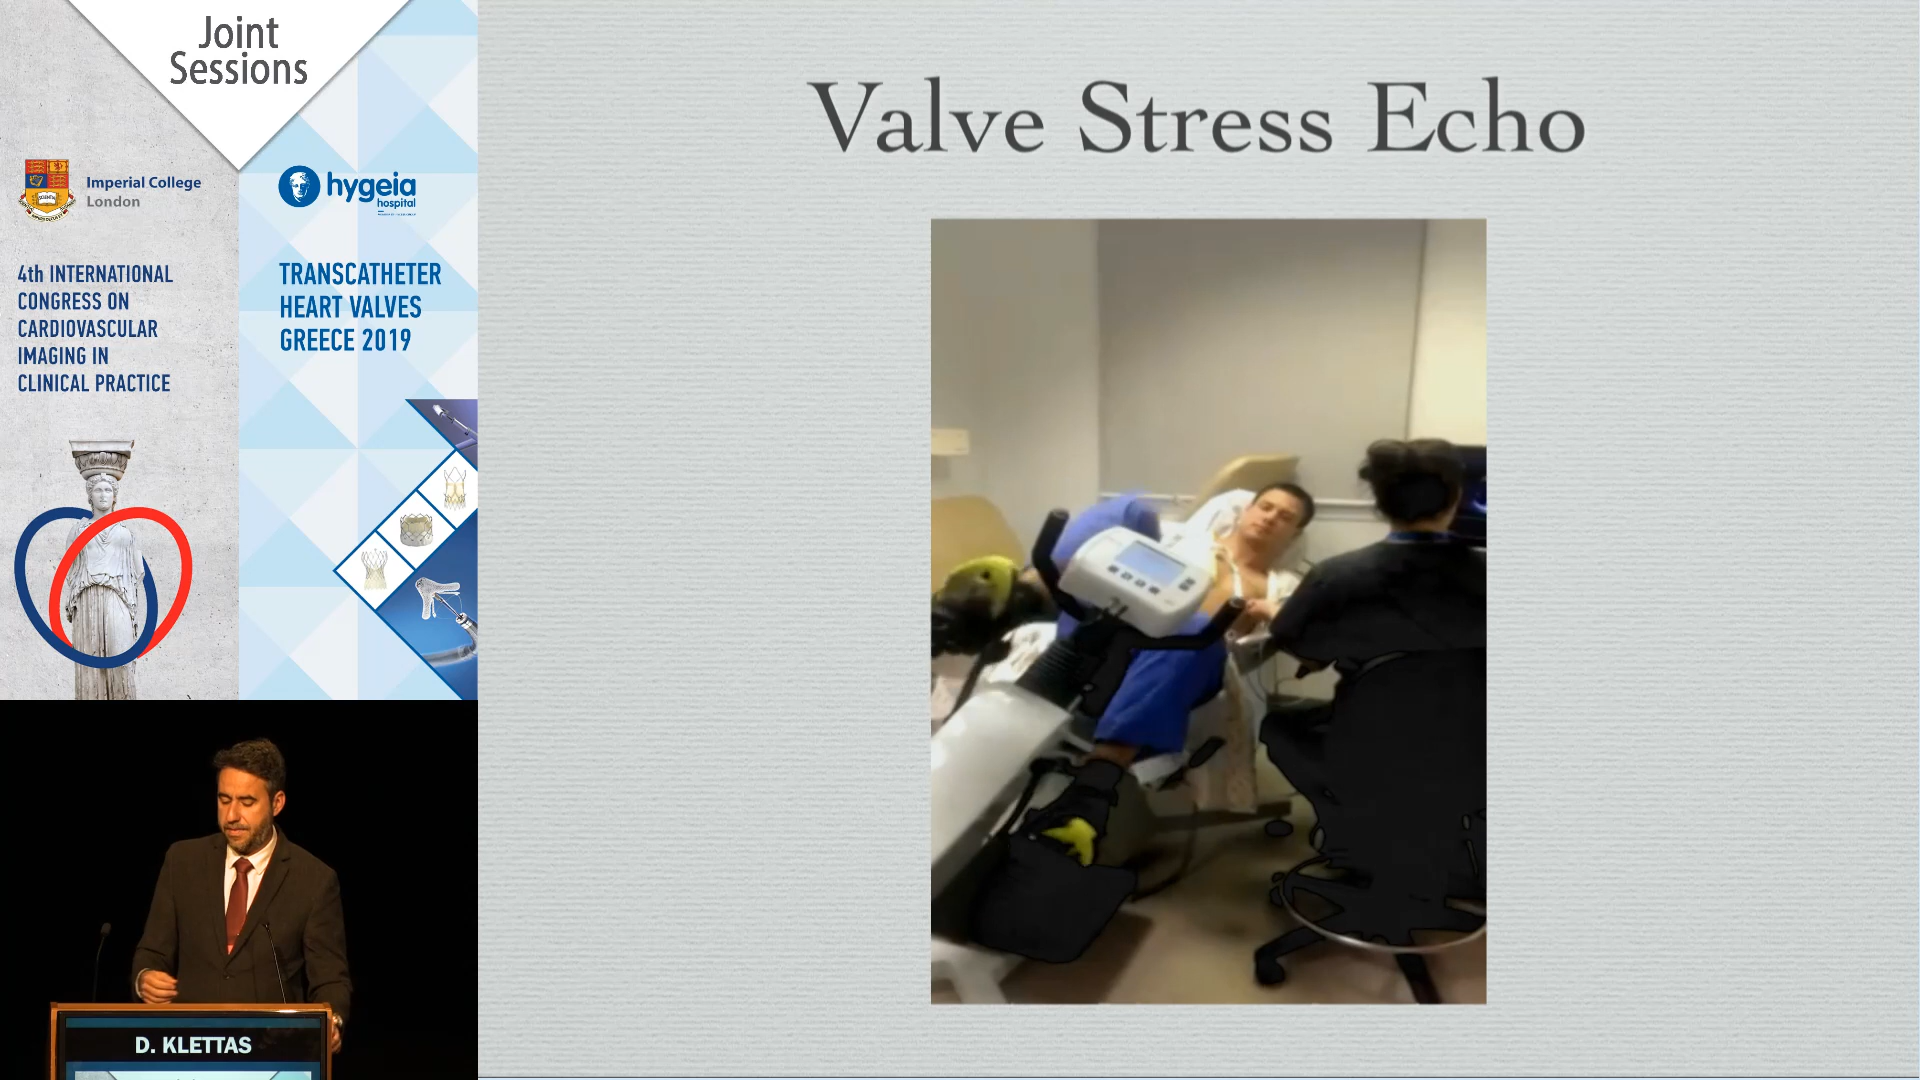 Joint
Sessions
Imperial College
London
hygeia
hospital
4th INTERNATIONAL
CONGRESS ON
CARDIOVASCULAR
IMAGING IN
CLINICAL PRACTICE
TRANSCATHETER
HEART VALVES
GREECE 2019
Valve Stress Echo
D. KLETTAS